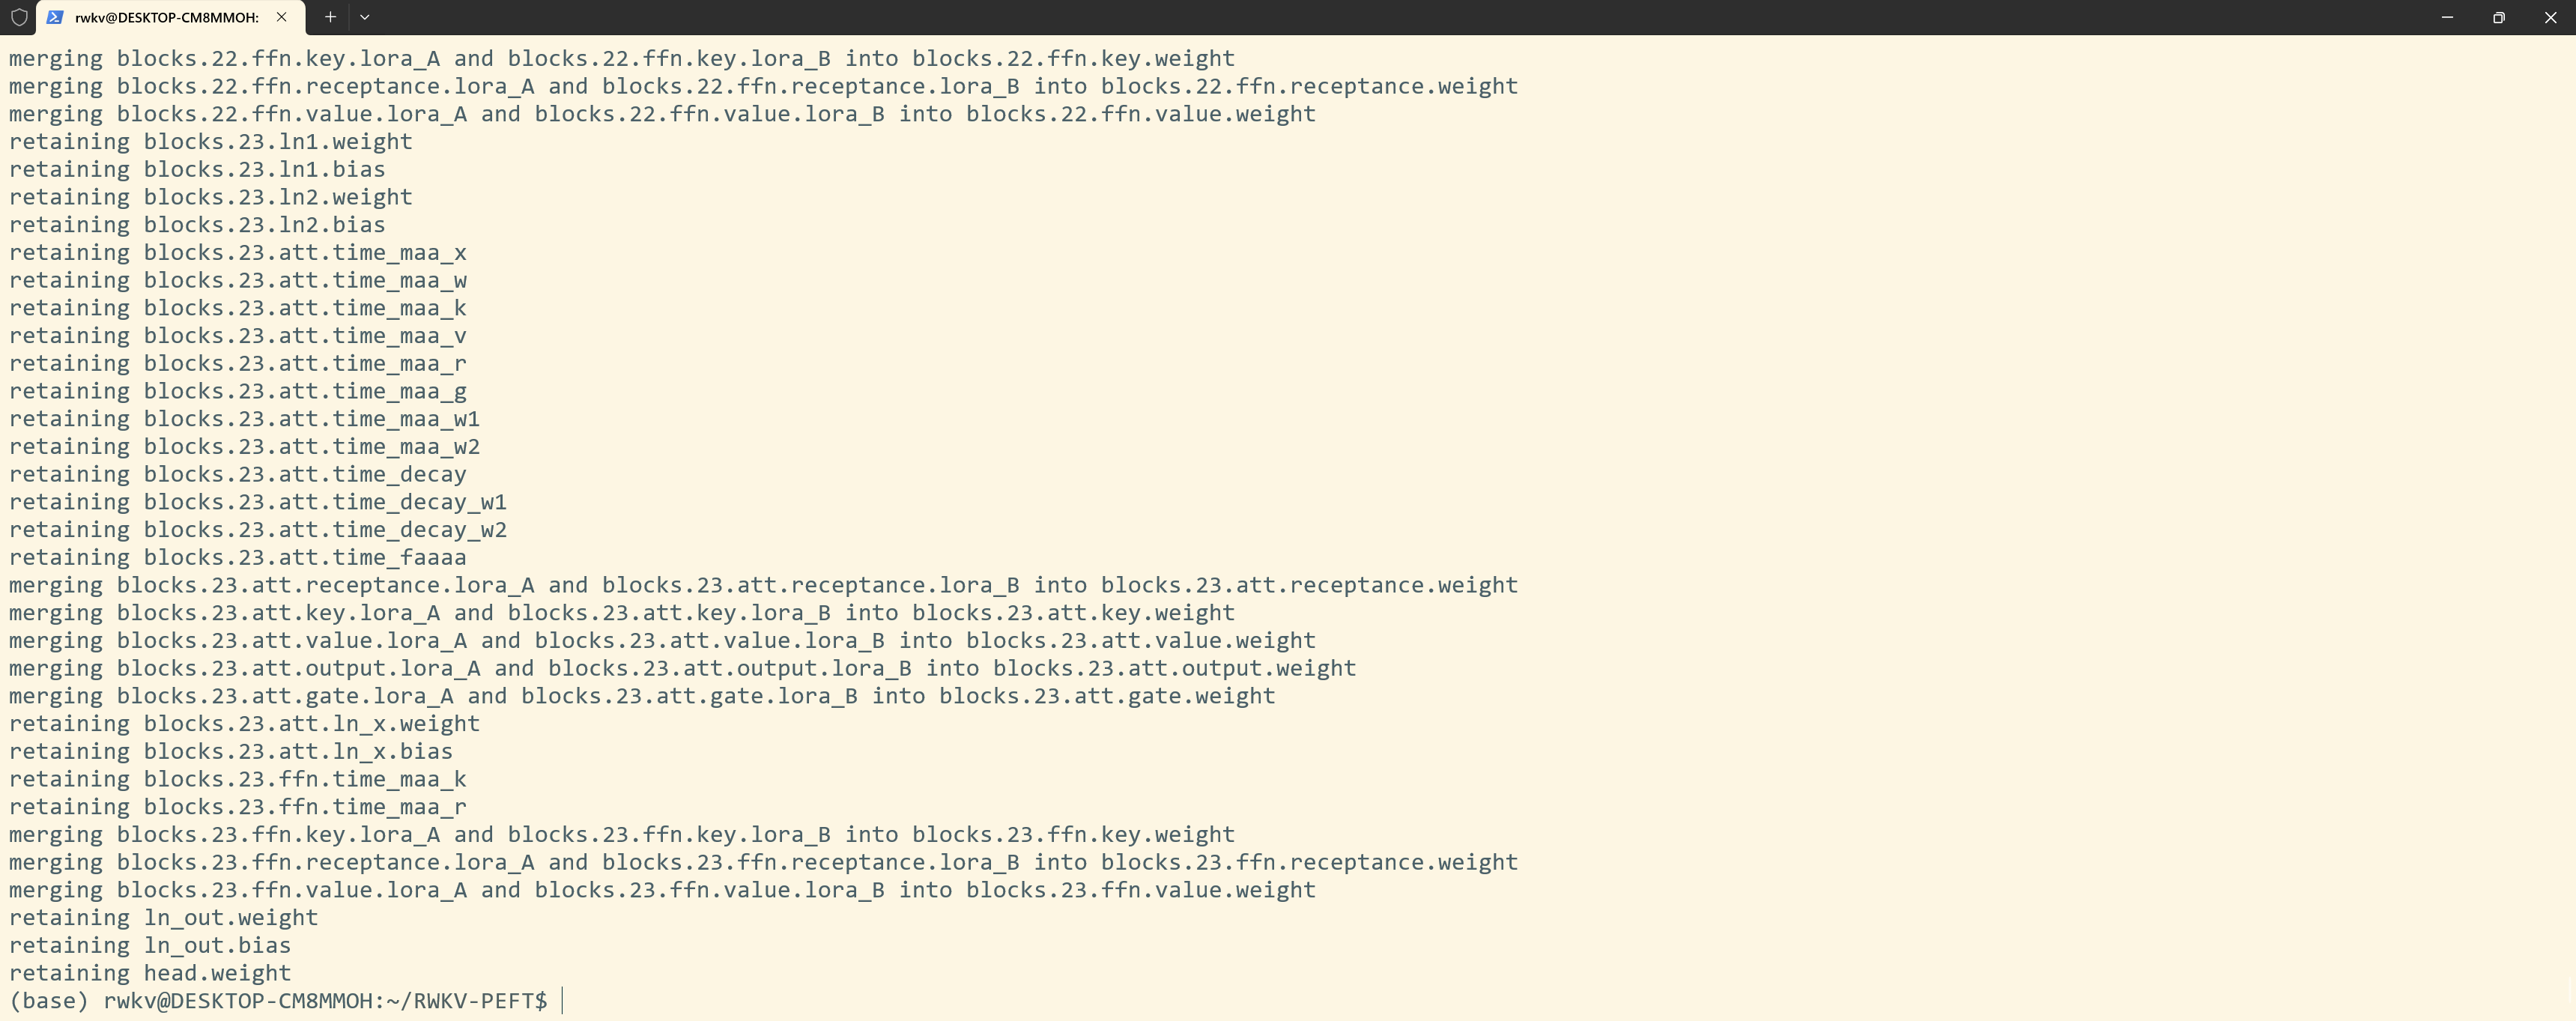 rwkv@DESKTOP-CM8MMOH:
merging blocks.22.ffn.key.lora_A and blocks.22.ffn.key.lora_B into blocks.22.ffn.key.weight
merging blocks.22.ffn.receptance.lora_A and blocks.22.ffn.receptance.lora_B into blocks.22.ffn.receptance.weight
merging blocks.22.ffn.value.lora_A and blocks.22.ffn.value.lora_B into blocks.22.ffn.value.weight
retaining blocks.23.ln1.weight
retaining blocks.23.ln1.bias
retaining blocks.23.ln2.weight
retaining blocks.23.ln2.bias
retaining blocks.23.att.time_maa_x
retaining blocks.23.att.time_maa_w
retaining blocks.23.att.time_maa_k
retaining blocks.23.att.time_maa_v
retaining blocks.23.att.time_maa_r
retaining blocks.23.att.time_maa_g
retaining blocks.23.att.time_maa_w1
retaining blocks.23.att.time_maa_w2
retaining blocks.23.att.time_decay
retaining blocks.23.att.time_decay_w1
retaining blocks.23.att.time_decay_w2
retaining blocks.23.att.time_faaaa
merging blocks.23.att.receptance.lora_A and blocks.23.att.receptance.lora_B into blocks.23.att.receptance.weight
merging blocks.23.att.key.lora_A and blocks.23.att.key.lora_B into blocks.23.att.key.weight
merging blocks.23.att.value.lora_A and blocks.23.att.value.lora_B into blocks.23.att.value.weight
merging blocks.23.att.output.lora_A and blocks.23.att.output.lora_B into blocks.23.att.output.weight
merging blocks.23.att.gate.lora_A and blocks.23.att.gate.lora_B into blocks.23.att.gate.weight
retaining blocks.23.att.ln_x.weight
retaining blocks.23.att.ln_x.bias
retaining blocks.23.ffn.time_maa_k
retaining blocks.23.ffn.time_maa_r
merging blocks.23.ffn.key.lora_A and blocks.23.ffn.key.lora_B into blocks.23.ffn.key.weight
merging blocks.23.ffn.receptance.lora_A and blocks.23.ffn.receptance.lora_B into blocks.23.ffn.receptance.weight
merging blocks.23.ffn.value.lora_A and blocks.23.ffn.value.lora_B into blocks.23.ffn.value.weight
retaining ln_out.weight
retaining ln_out.bias
retaining head.weight
(base) rwkv@DESKTOP-CM8MMOH:~/RWKV-PEFT$